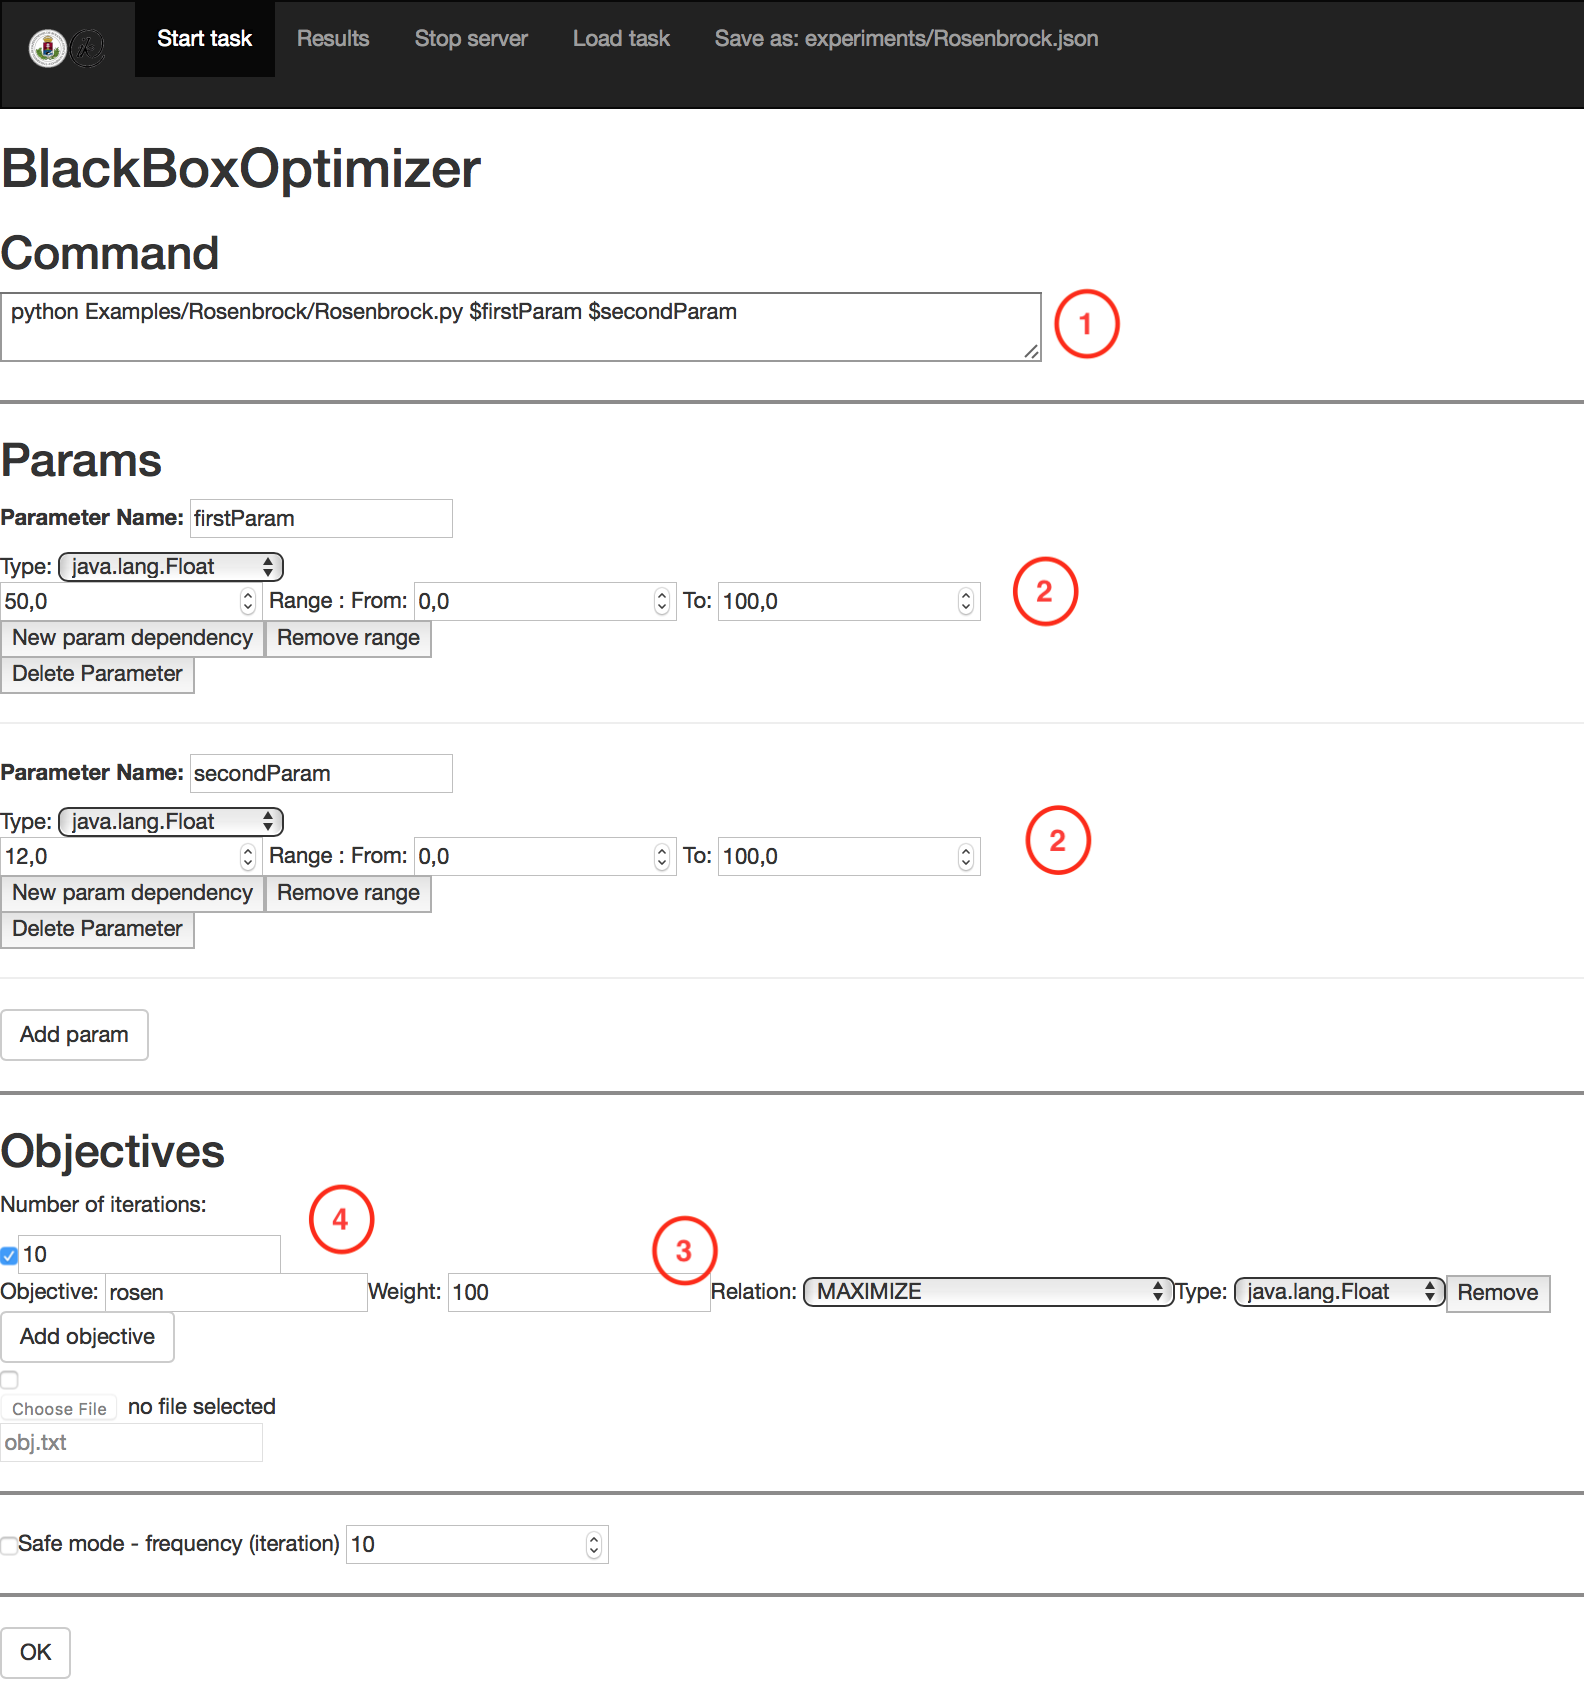 Start task Results Stop server Load task Save as: experiments/Rosenbrock.json
BlackBoxOptimizer
Command
python Examples/Rosenbrock/Rosenbrock.py $firstParam $secondParam
1
Params
Parameter Name: firstParam
Type: java.lang.Float
50,0 Range : From: 0,0 To: 100,0
2
New param dependency Remove range
Delete Parameter
Parameter Name: secondParam
Type: java.lang.Float
12,0 Range : From: 0,0 To: 100,0
2
New param dependency Remove range
Delete Parameter
Add param
Objectives
Number of iterations:
4
10
3
Objective: rosen Weight: 100 Relation: MAXIMIZE Type: java.lang.Float Remove
Add objective
Choose File no file selected
obj.txt
Safe mode - frequency (iteration) 10
OK